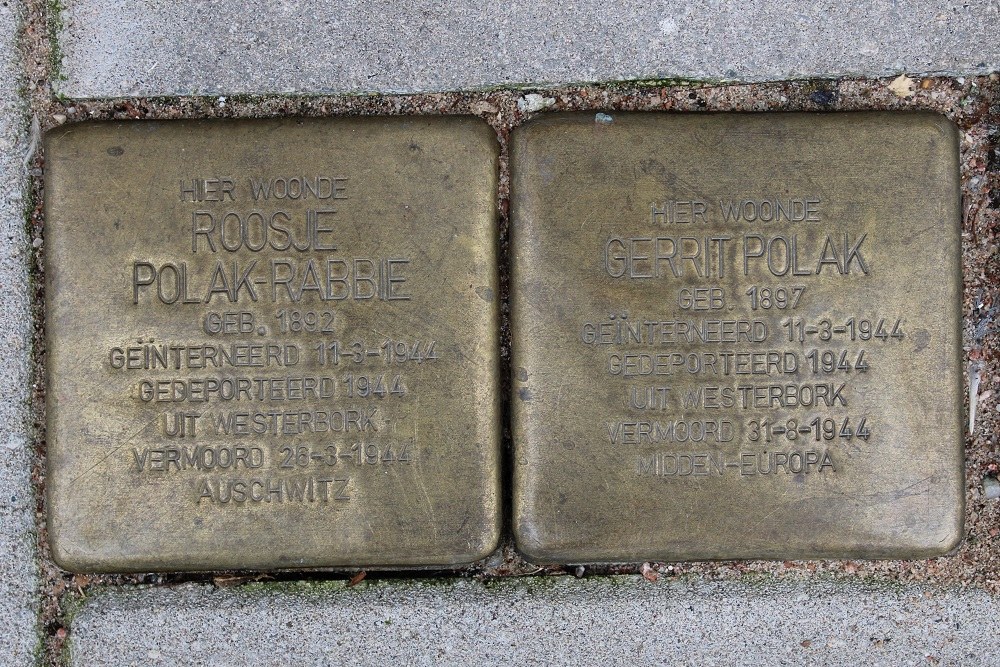 HIER WOONDE
ROOSJE
POLAK-RABBIE
GEB. 1892
GEÏNTERNEERD 11-3-1944
GEDEPORTEERD 1944
UIT WESTERBORK
VERMOORD 26-3-1944
AUSCHWITZ
HIER WOONDE
GERRIT POLAK
GEB. 1897
GEÏNTERNEERD 11-3-1944
GEDEPORTEERD 1944
UIT WESTERBORK
VERMOORD 31-8-1944
MIDDEN-EUROPA